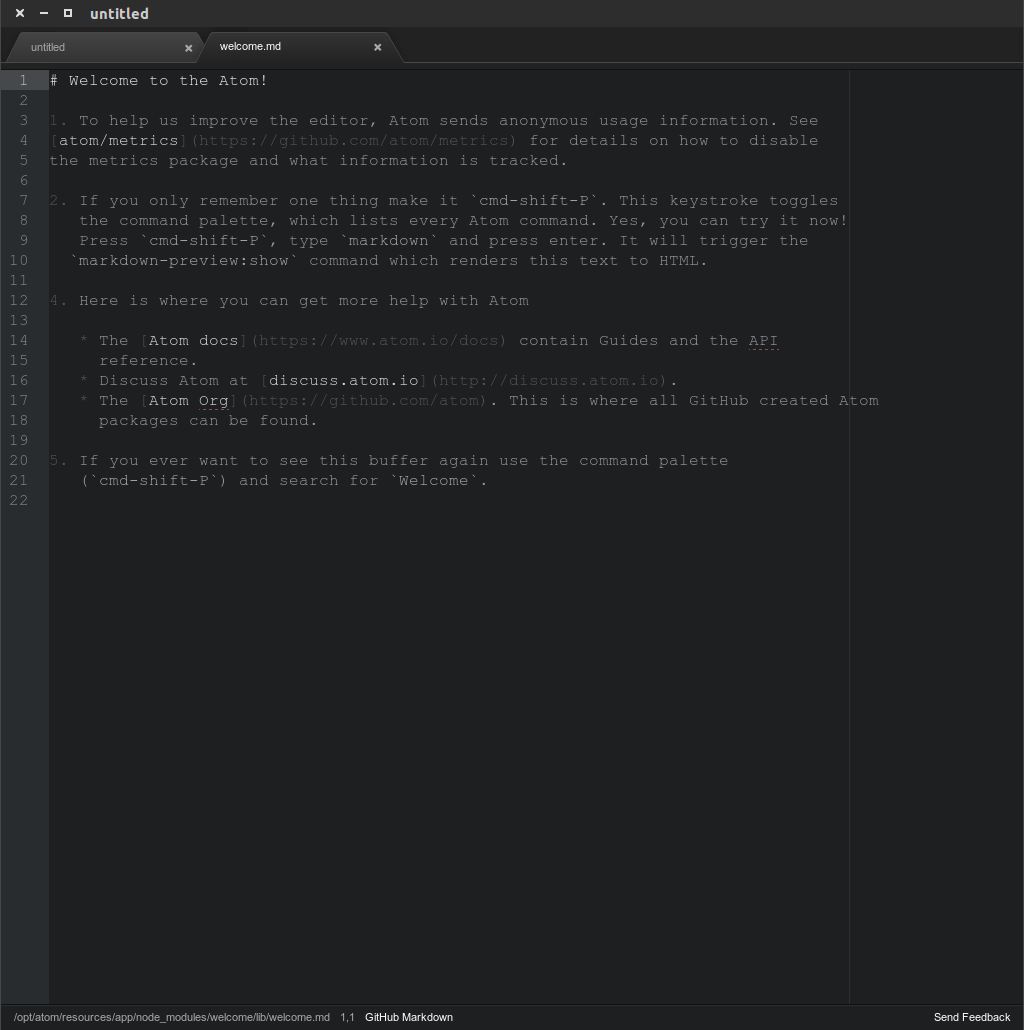 untitled
untitled
welcome.md
1 # Welcome to the Atom!
2
3 1. To help us improve the editor, Atom sends anonymous usage information. See
4 [atom/metrics](https://github.com/atom/metrics) for details on how to disable
5 the metrics package and what information is tracked.
6
7 2. If you only remember one thing make it `cmd-shift-P`. This keystroke toggles
8    the command palette, which lists every Atom command. Yes, you can try it now!
9    Press `cmd-shift-P`, type `markdown` and press enter. It will trigger the
10   `markdown-preview:show` command which renders this text to HTML.
11
12 4. Here is where you can get more help with Atom
13
14    * The [Atom docs](https://www.atom.io/docs) contain Guides and the API
15      reference.
16    * Discuss Atom at [discuss.atom.io](http://discuss.atom.io).
17    * The [Atom Org](https://github.com/atom). This is where all GitHub created Atom
18      packages can be found.
19
20 5. If you ever want to see this buffer again use the command palette
21    (`cmd-shift-P`) and search for `Welcome`.
22
/opt/atom/resources/app/node_modules/welcome/lib/welcome.md 1,1 GitHub Markdown Send Feedback